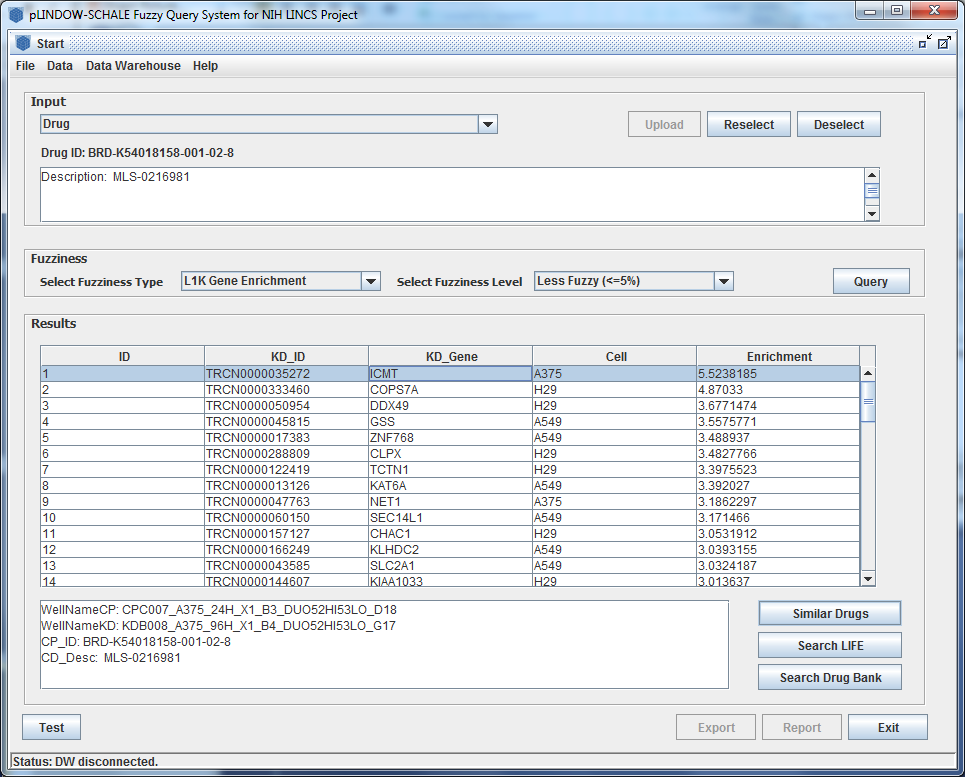 pLINDOW-SCHALE Fuzzy Query System for NIH LINCS Project
Start
File Data Data Warehouse Help
Input
Drug
Upload Reselect Deselect
Drug ID: BRD-K54018158-001-02-8
Description: MLS-0216981
Fuzziness
Select Fuzziness Type L1K Gene Enrichment Select Fuzziness Level Less Fuzzy (<=5%) Query
Results
ID KD_ID KD_Gene Cell Enrichment
1 TRCN0000035272 ICMT A375 5.5238185
2 TRCN0000333460 COPS7A H29 4.87033
3 TRCN0000050954 DDX49 H29 3.6771474
4 TRCN0000045815 GSS A549 3.5575771
5 TRCN0000017383 ZNF768 A549 3.488937
6 TRCN0000288809 CLPX H29 3.4827766
7 TRCN0000122419 TCTN1 H29 3.3975523
8 TRCN0000013126 KAT6A A549 3.392027
9 TRCN0000047763 NET1 A375 3.1862297
10 TRCN0000060150 SEC14L1 A549 3.171466
11 TRCN0000157127 CHAC1 H29 3.0531912
12 TRCN0000166249 KLHDC2 A549 3.0393155
13 TRCN0000043585 SLC2A1 A549 3.0324187
14 TRCN0000144607 KIAA1033 H29 3.013637
WellNameCP: CPC007_A375_24H_X1_B3_DUO52HI53LO_D18
WellNameKD: KDB008_A375_96H_X1_B4_DUO52HI53LO_G17
CP_ID: BRD-K54018158-001-02-8
CD_Desc: MLS-0216981
Similar Drugs
Search LIFE
Search Drug Bank
Test Export Report Exit
Status: DW disconnected.